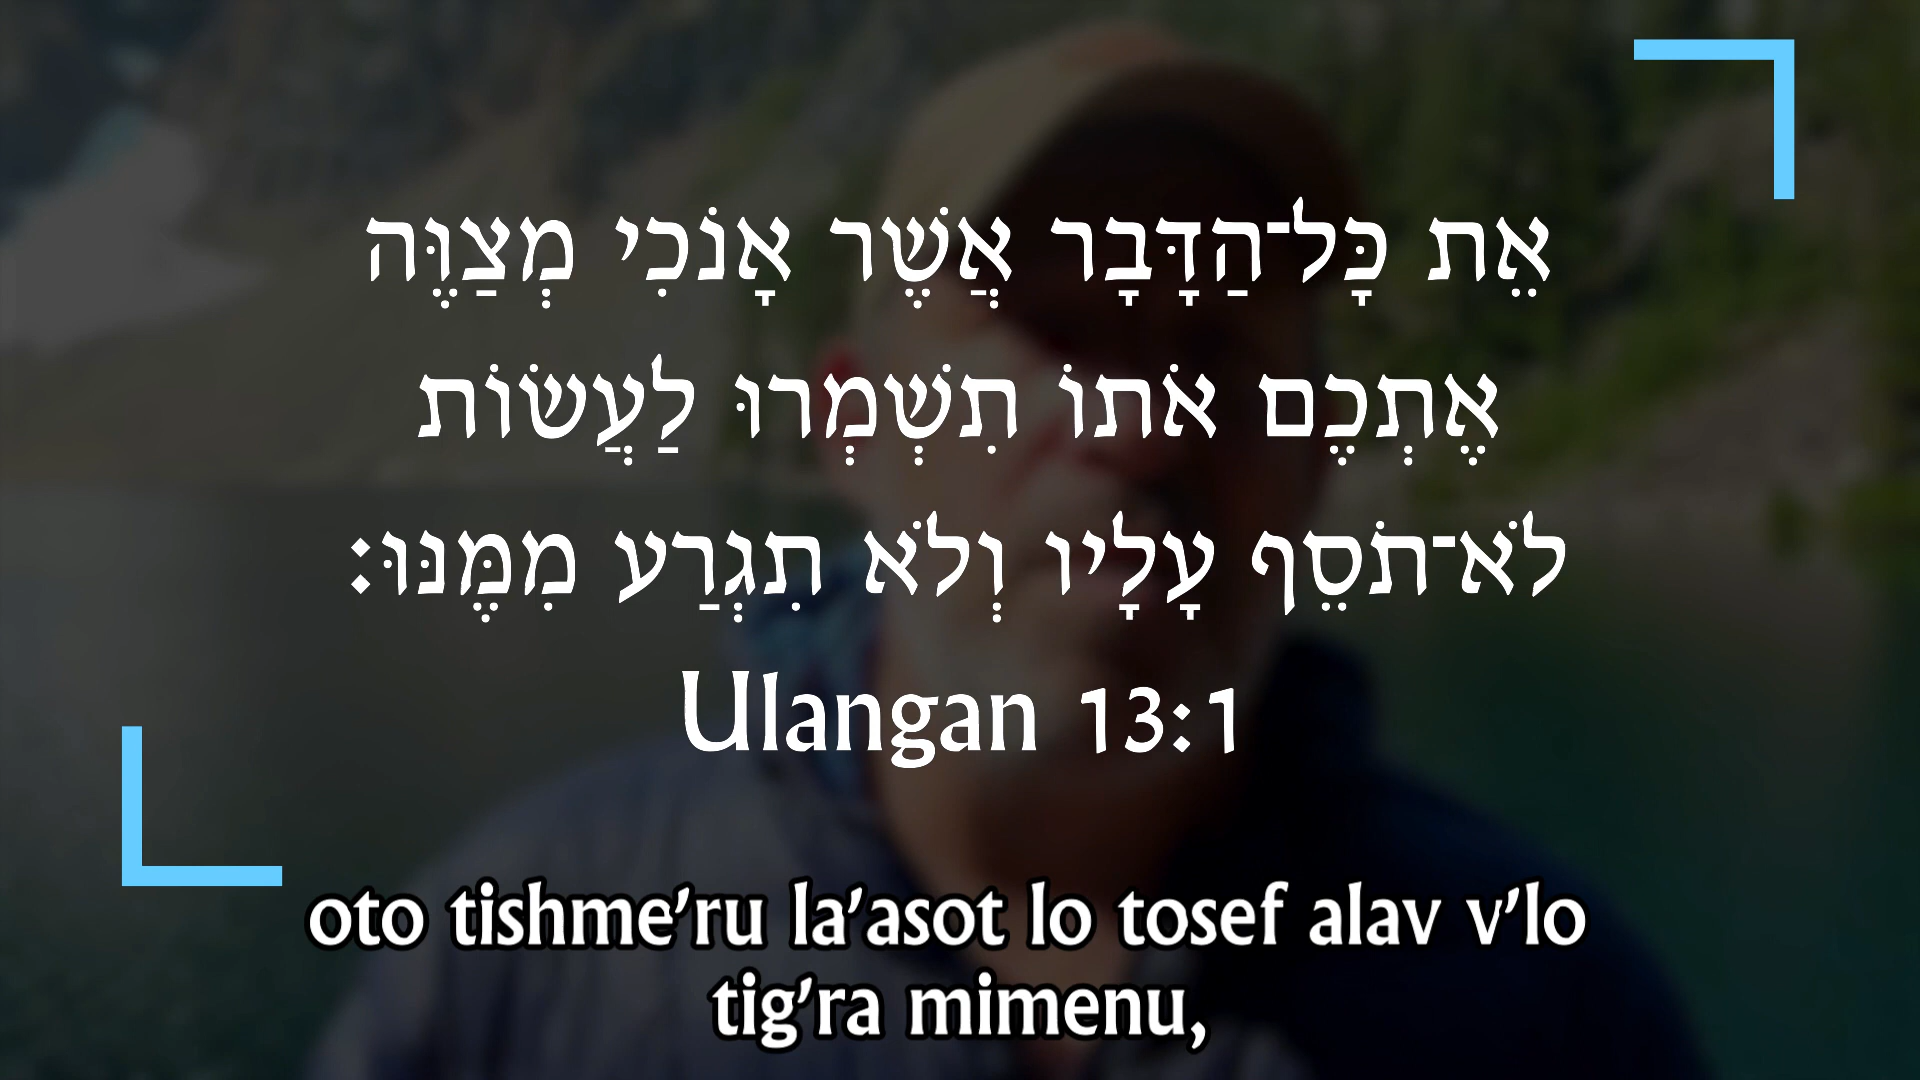 אֵת כָּל־הַדָּבָר אֲשֶׁר אָנֹכִי מְצַוֶּה
אֶתְכֶם אֹתוֹ תִשְׁמְרוּ לַעֲשׂוֹת
לֹא־תֹסֵף עָלָיו וְלֹא תִגְרַע מִמֶּנּוּ׃
Ulangan 13:1
oto tishme’ru la’asot lo tosef alav v’lo
tig’ra mimenu,